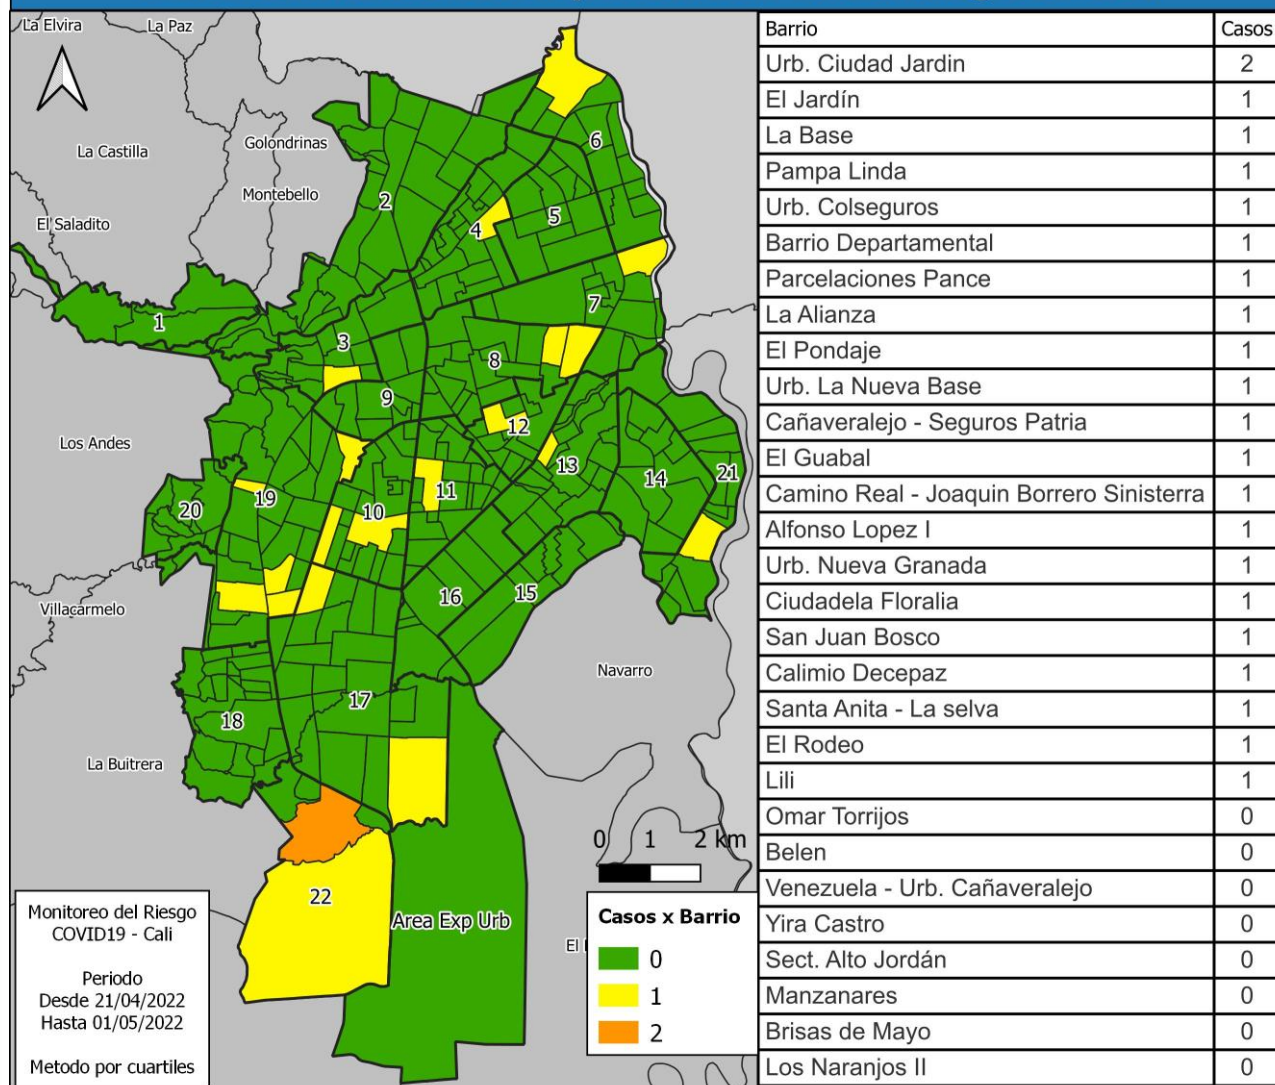 La Elvira
La Paz
La Castilla
Golondrinas
Montebello
El Saladito
Los Andes
Villacarmelo
La Buitrera
Navarro
1
2
3
4
5
6
7
8
9
10
11
12
13
14
15
16
17
18
19
20
21
22
Area Exp Urb
El
0 1 2 km
Monitoreo del Riesgo
COVID19 - Cali
Periodo
Desde 21/04/2022
Hasta 01/05/2022
Metodo por cuartiles
Casos x Barrio
0
1
2
Barrio Casos
Urb. Ciudad Jardin 2
El Jardín 1
La Base 1
Pampa Linda 1
Urb. Colseguros 1
Barrio Departamental 1
Parcelaciones Pance 1
La Alianza 1
El Pondaje 1
Urb. La Nueva Base 1
Cañaveralejo - Seguros Patria 1
El Guabal 1
Camino Real - Joaquin Borrero Sinisterra 1
Alfonso Lopez I 1
Urb. Nueva Granada 1
Ciudadela Floralia 1
San Juan Bosco 1
Calimio Decepaz 1
Santa Anita - La selva 1
El Rodeo 1
Lili 1
Omar Torrijos 0
Belen 0
Venezuela - Urb. Cañaveralejo 0
Yira Castro 0
Sect. Alto Jordán 0
Manzanares 0
Brisas de Mayo 0
Los Naranjos II 0